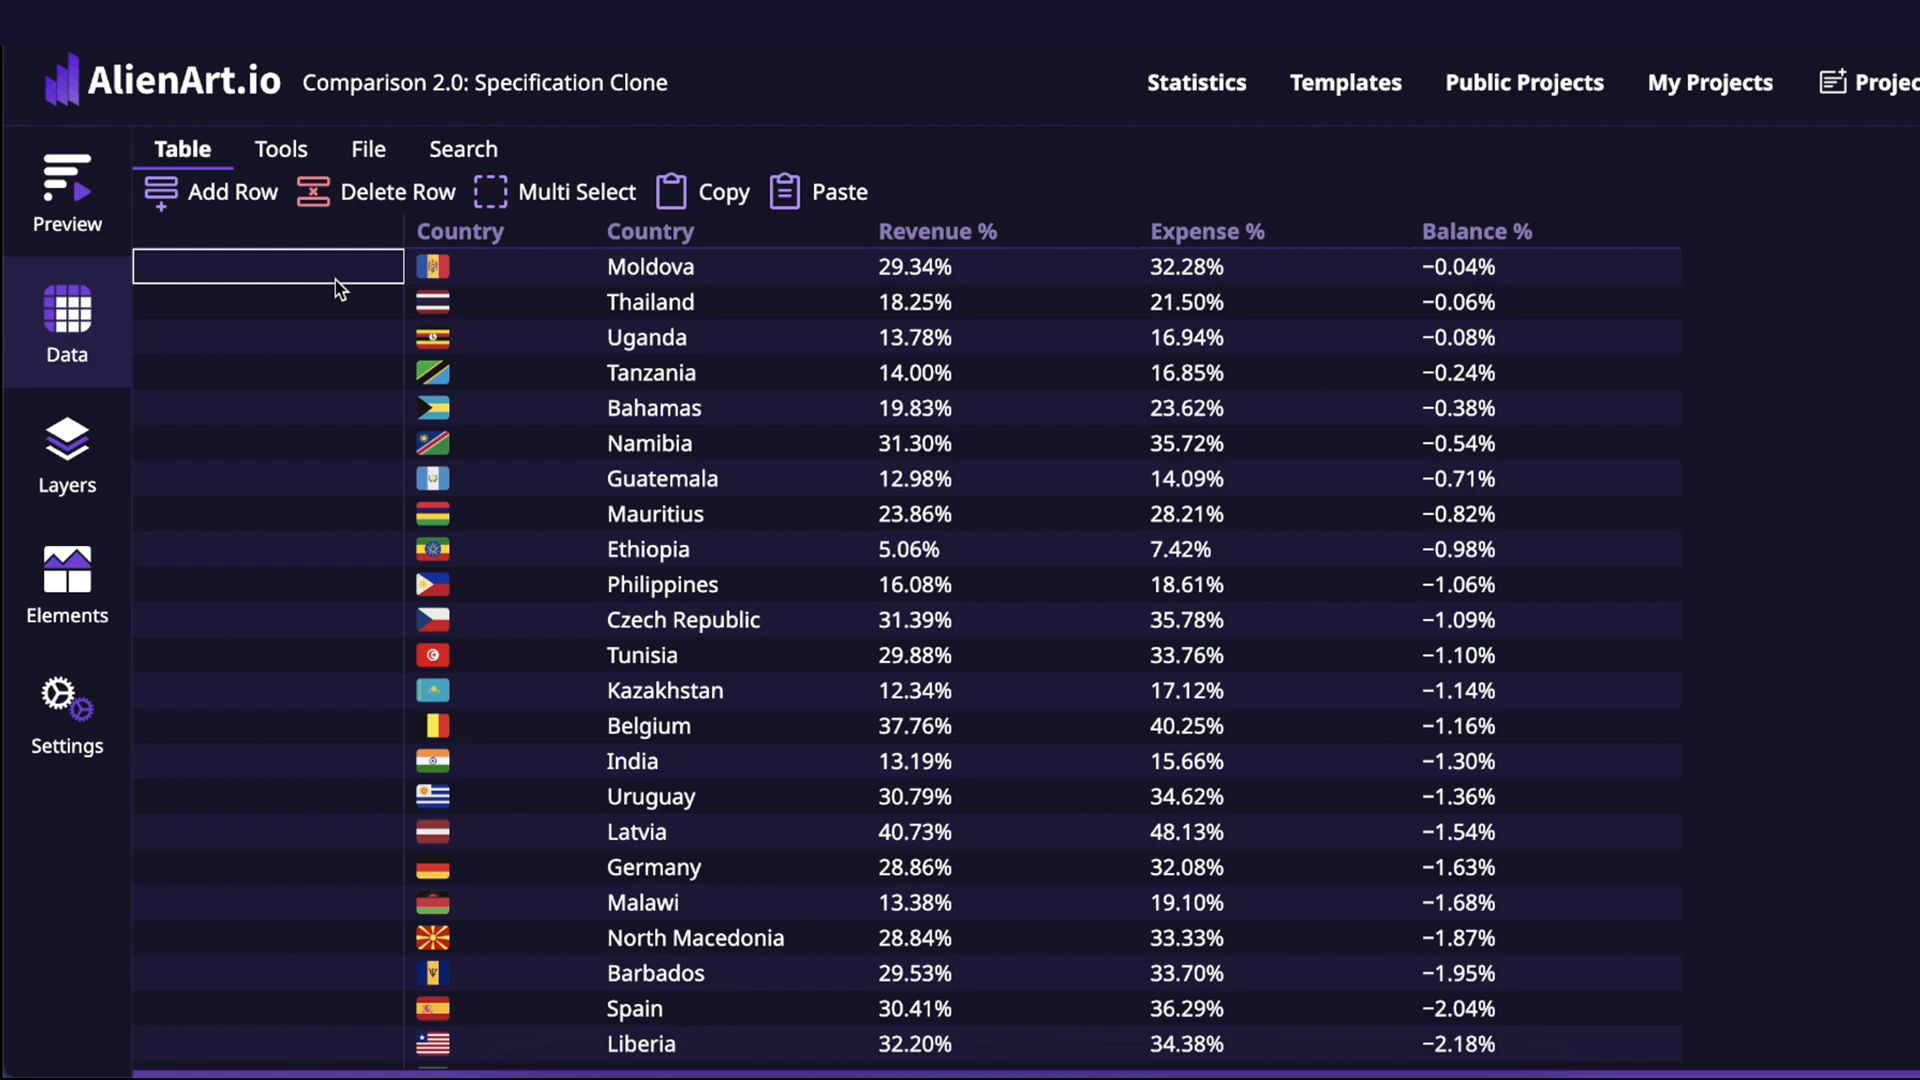 AlienArt.io Comparison 2.0: Specification Clone Statistics Templates Public Projects My Projects
Table Tools File Search
Add Row Delete Row Multi Select Copy Paste
Preview
Data
Layers
Elements
Settings
Country Country Revenue % Expense % Balance %
Moldova 29.34% 32.28% −0.04%
Thailand 18.25% 21.50% −0.06%
Uganda 13.78% 16.94% −0.08%
Tanzania 14.00% 16.85% −0.24%
Bahamas 19.83% 23.62% −0.38%
Namibia 31.30% 35.72% −0.54%
Guatemala 12.98% 14.09% −0.71%
Mauritius 23.86% 28.21% −0.82%
Ethiopia 5.06% 7.42% −0.98%
Philippines 16.08% 18.61% −1.06%
Czech Republic 31.39% 35.78% −1.09%
Tunisia 29.88% 33.76% −1.10%
Kazakhstan 12.34% 17.12% −1.14%
Belgium 37.76% 40.25% −1.16%
India 13.19% 15.66% −1.30%
Uruguay 30.79% 34.62% −1.36%
Latvia 40.73% 48.13% −1.54%
Germany 28.86% 32.08% −1.63%
Malawi 13.38% 19.10% −1.68%
North Macedonia 28.84% 33.33% −1.87%
Barbados 29.53% 33.70% −1.95%
Spain 30.41% 36.29% −2.04%
Liberia 32.20% 34.38% −2.18%